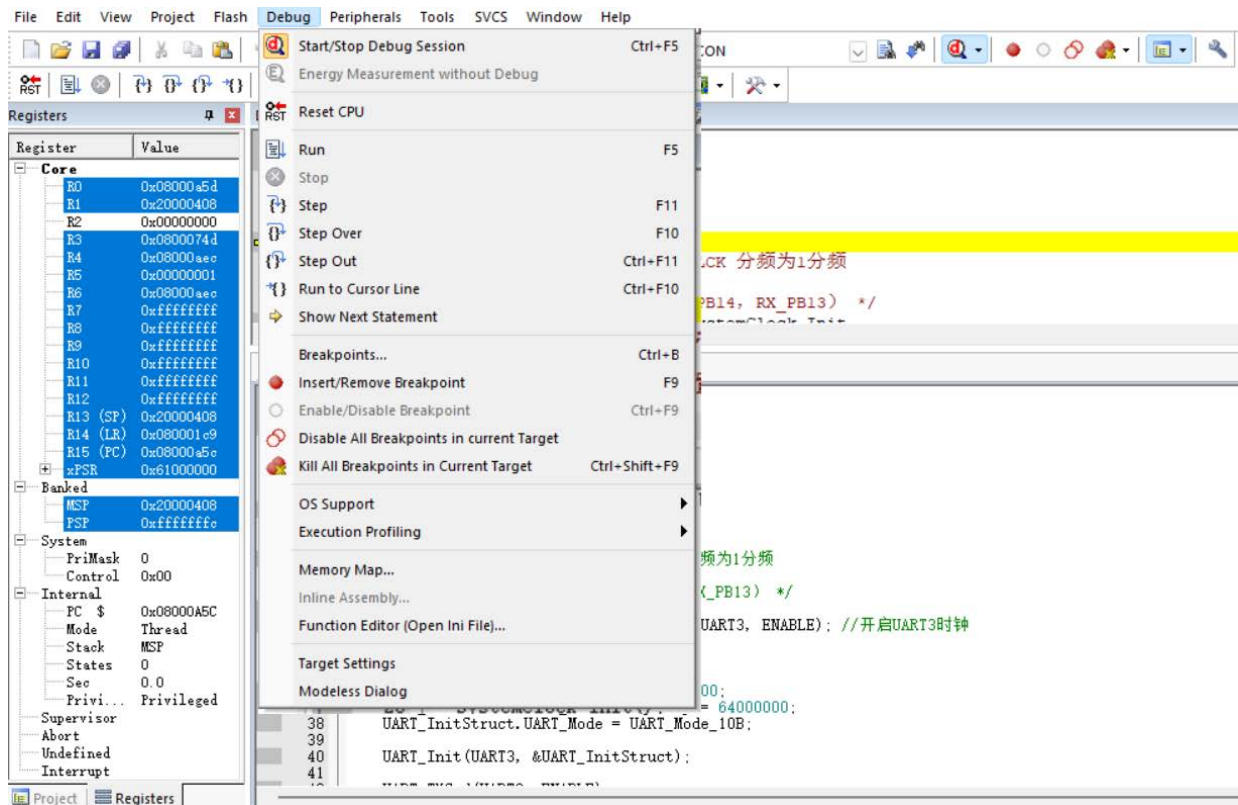 File Edit View Project Flash Debug Peripherals Tools SVCS Window Help
Start/Stop Debug Session Ctrl+F5
Energy Measurement without Debug
Reset CPU
Run F5
Stop
Step F11
Step Over F10
Step Out Ctrl+F11
Run to Cursor Line Ctrl+F10
Show Next Statement
Breakpoints... Ctrl+B
Insert/Remove Breakpoint F9
Enable/Disable Breakpoint Ctrl+F9
Disable All Breakpoints in current Target
Kill All Breakpoints in Current Target Ctrl+Shift+F9
OS Support
Execution Profiling
Memory Map...
Inline Assembly...
Function Editor (Open Ini File)...
Target Settings
Modeless Dialog
RST
RST
Registers
Register Value
Core
R0 0x08000a5d
R1 0x20000408
R2 0x00000000
R3 0x0800074d
R4 0x08000aec
R5 0x00000001
R6 0x08000aec
R7 0xffffffff
R8 0xffffffff
R9 0xffffffff
R10 0xffffffff
R11 0xffffffff
R12 0xffffffff
R13 (SP) 0x20000408
R14 (LR) 0x080001c9
R15 (PC) 0x08000a5c
xPSR 0x61000000
Banked
MSP 0x20000408
PSP 0xfffffffc
System
PriMask 0
Control 0x00
Internal
PC $ 0x08000A5C
Mode Thread
Stack MSP
States 0
Sec 0.0
Privi... Privileged
Supervisor
Abort
Undefined
Interrupt
Project Registers
CON
LCK 分频为1分频
PB14, RX_PB13) */
频为1分频
X_PB13) */
UART3, ENABLE); //开启UART3时钟
00;
= 64000000;
38 UART_InitStruct.UART_Mode = UART_Mode_10B;
39
40 UART_Init(UART3, &UART_InitStruct);
41